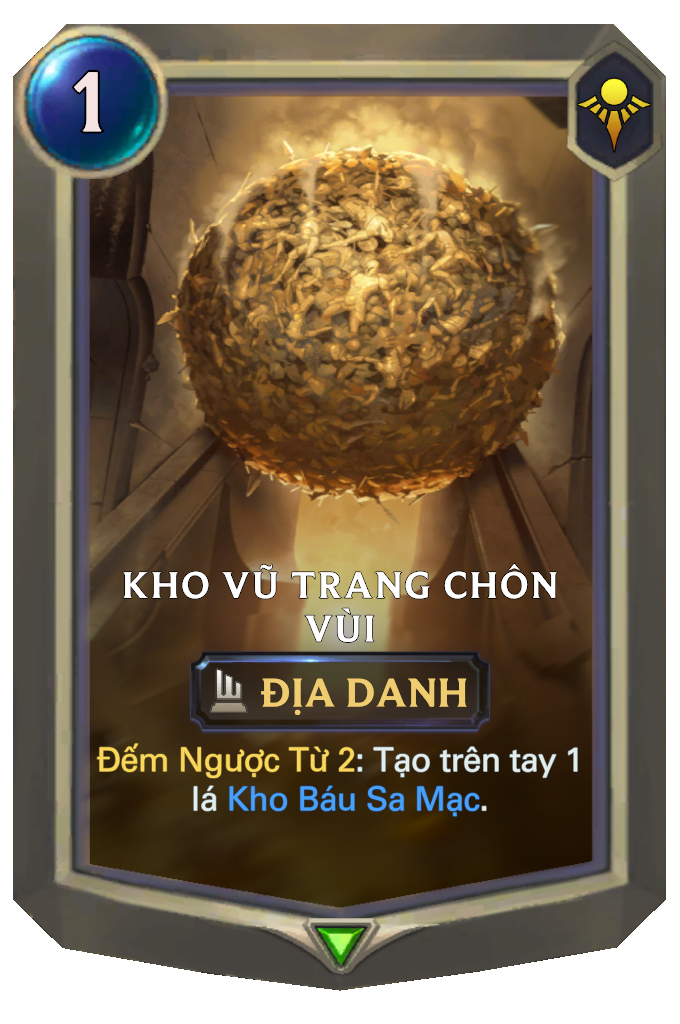 1
KHO VŨ TRANG CHÔN
VÙI
ĐỊA DANH
Đếm Ngược Từ 2: Tạo trên tay 1
lá Kho Báu Sa Mạc.